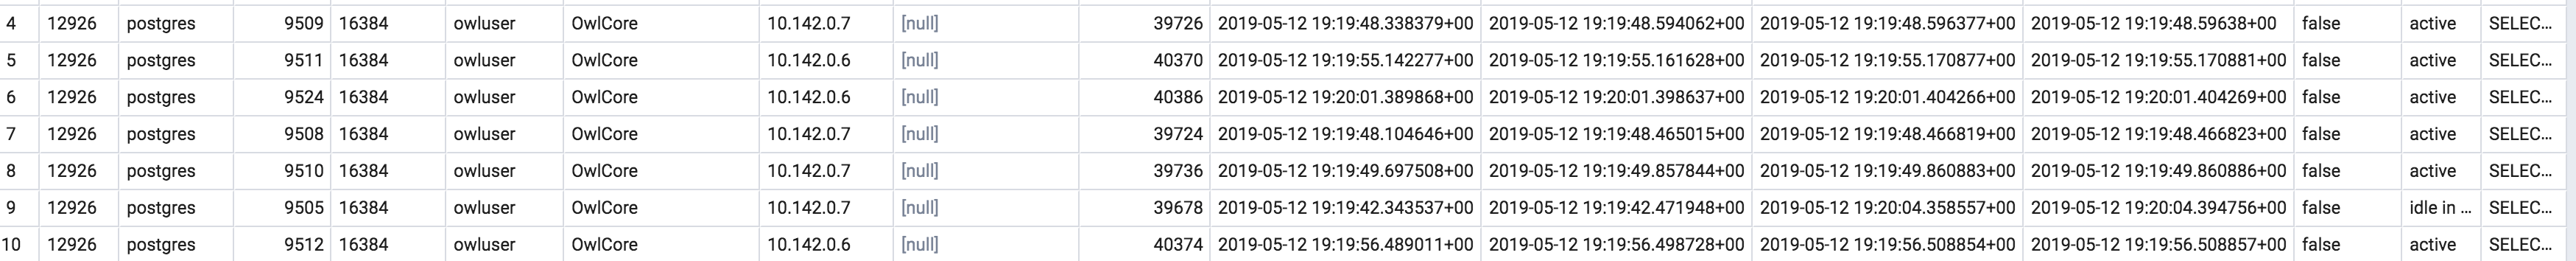 4 12926 postgres 9509 16384 owluser OwlCore 10.142.0.7 [null] 39726 2019-05-12 19:19:48.338379+00 2019-05-12 19:19:48.594062+00 2019-05-12 19:19:48.596377+00 2019-05-12 19:19:48.59638+00 false active SELEC...
5 12926 postgres 9511 16384 owluser OwlCore 10.142.0.6 [null] 40370 2019-05-12 19:19:55.142277+00 2019-05-12 19:19:55.161628+00 2019-05-12 19:19:55.170877+00 2019-05-12 19:19:55.170881+00 false active SELEC...
6 12926 postgres 9524 16384 owluser OwlCore 10.142.0.6 [null] 40386 2019-05-12 19:20:01.389868+00 2019-05-12 19:20:01.398637+00 2019-05-12 19:20:01.404266+00 2019-05-12 19:20:01.404269+00 false active SELEC...
7 12926 postgres 9508 16384 owluser OwlCore 10.142.0.7 [null] 39724 2019-05-12 19:19:48.104646+00 2019-05-12 19:19:48.465015+00 2019-05-12 19:19:48.466819+00 2019-05-12 19:19:48.466823+00 false active SELEC...
8 12926 postgres 9510 16384 owluser OwlCore 10.142.0.7 [null] 39736 2019-05-12 19:19:49.697508+00 2019-05-12 19:19:49.857844+00 2019-05-12 19:19:49.860883+00 2019-05-12 19:19:49.860886+00 false active SELEC...
9 12926 postgres 9505 16384 owluser OwlCore 10.142.0.7 [null] 39678 2019-05-12 19:19:42.343537+00 2019-05-12 19:19:42.471948+00 2019-05-12 19:20:04.358557+00 2019-05-12 19:20:04.394756+00 false idle in ... SELEC...
10 12926 postgres 9512 16384 owluser OwlCore 10.142.0.6 [null] 40374 2019-05-12 19:19:56.489011+00 2019-05-12 19:19:56.498728+00 2019-05-12 19:19:56.508854+00 2019-05-12 19:19:56.508857+00 false active SELEC...